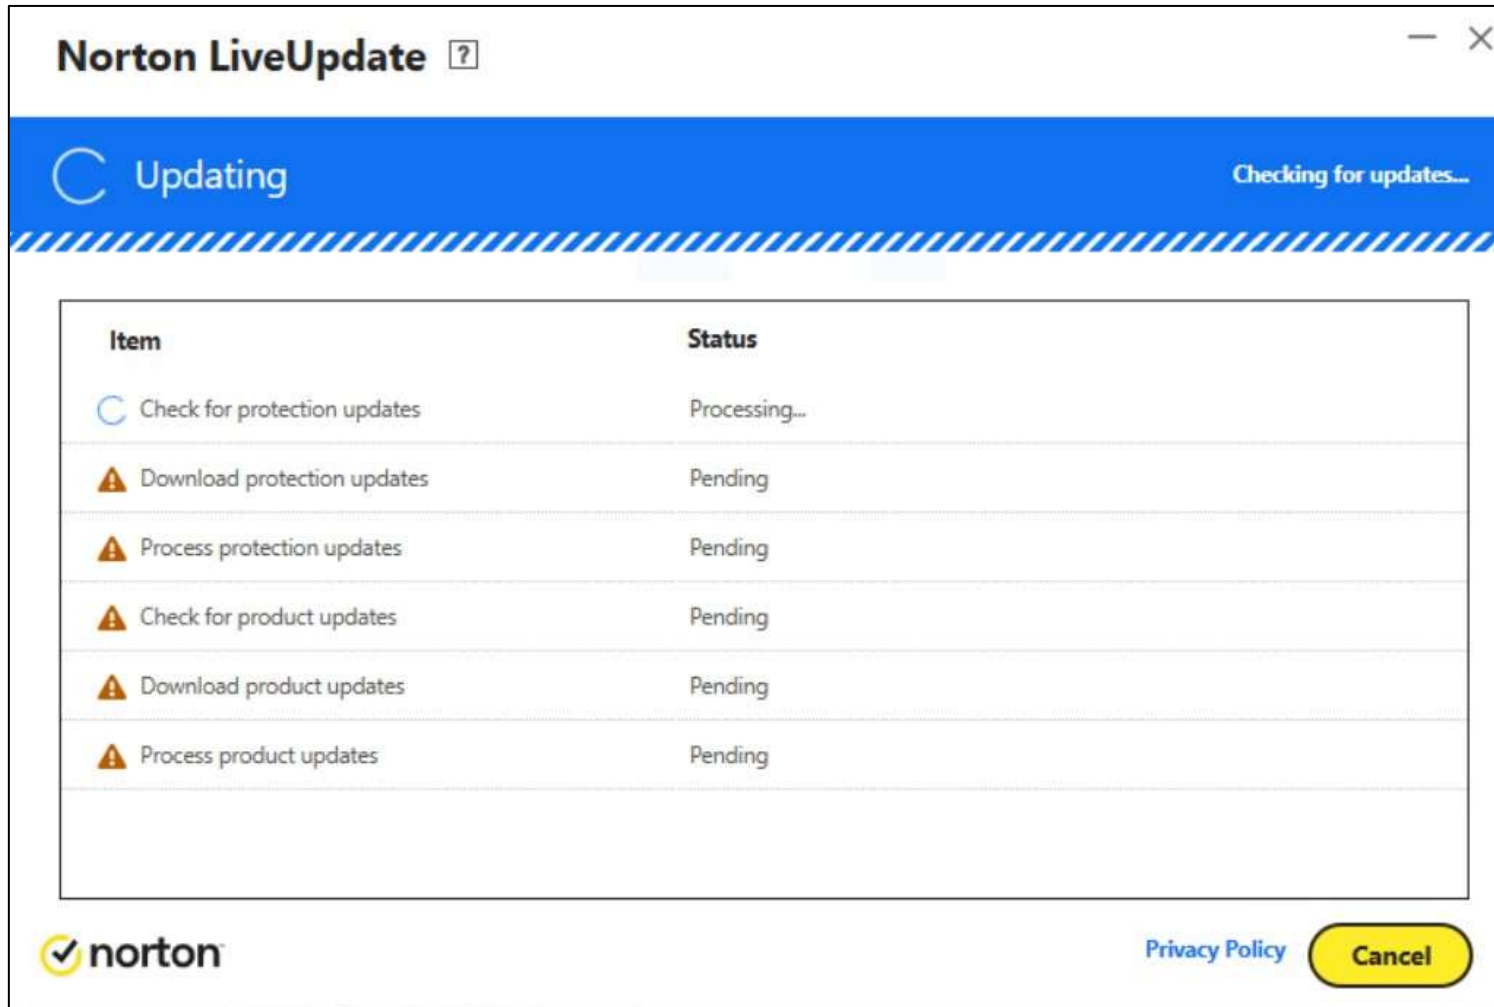 Norton LiveUpdate ?
Updating Checking for updates...
Item Status
Check for protection updates Processing...
Download protection updates Pending
Process protection updates Pending
Check for product updates Pending
Download product updates Pending
Process product updates Pending
norton Privacy Policy Cancel